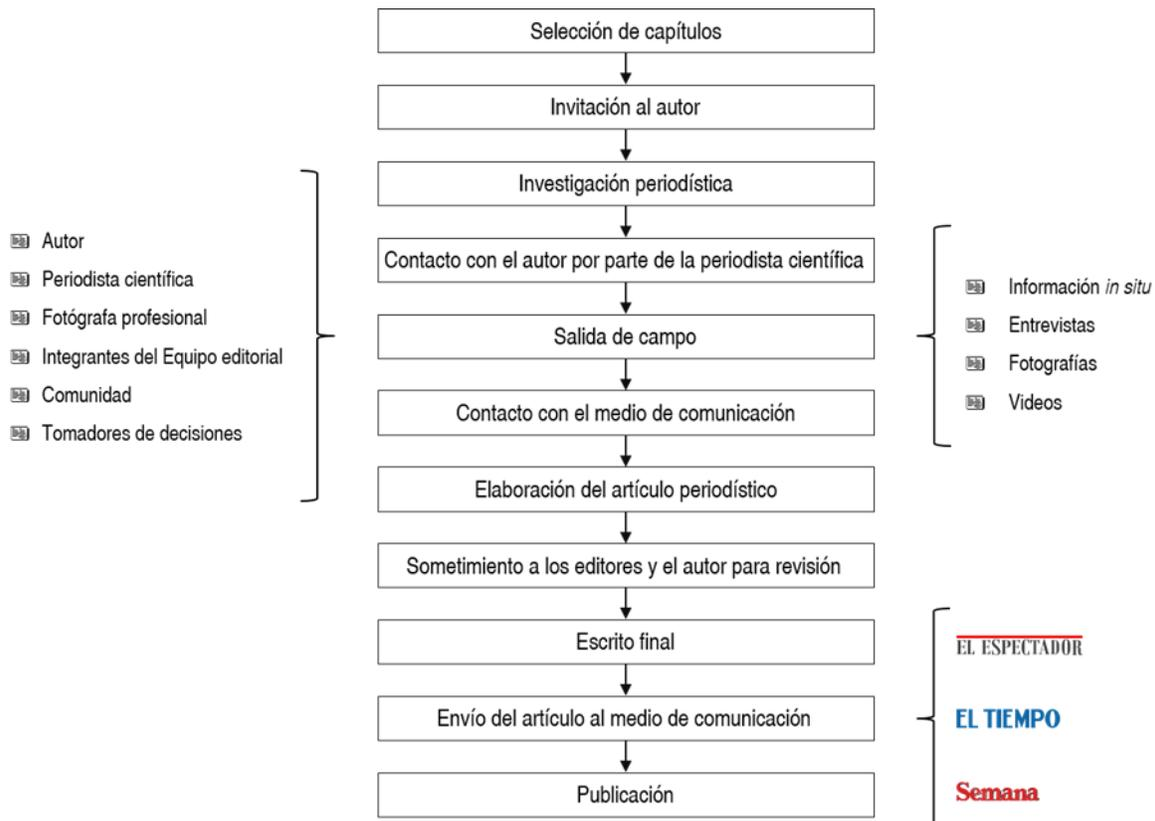 Selección de capítulos
Invitación al autor
Investigación periodística
Contacto con el autor por parte de la periodista científica
Salida de campo
Contacto con el medio de comunicación
Elaboración del artículo periodístico
Sometimiento a los editores y el autor para revisión
Escrito final
Envío del artículo al medio de comunicación
Publicación
Autor
Periodista científica
Fotógrafa profesional
Integrantes del Equipo editorial
Comunidad
Tomadores de decisiones
Información in situ
Entrevistas
Fotografías
Videos
EL ESPECTADOR
EL TIEMPO
Semana